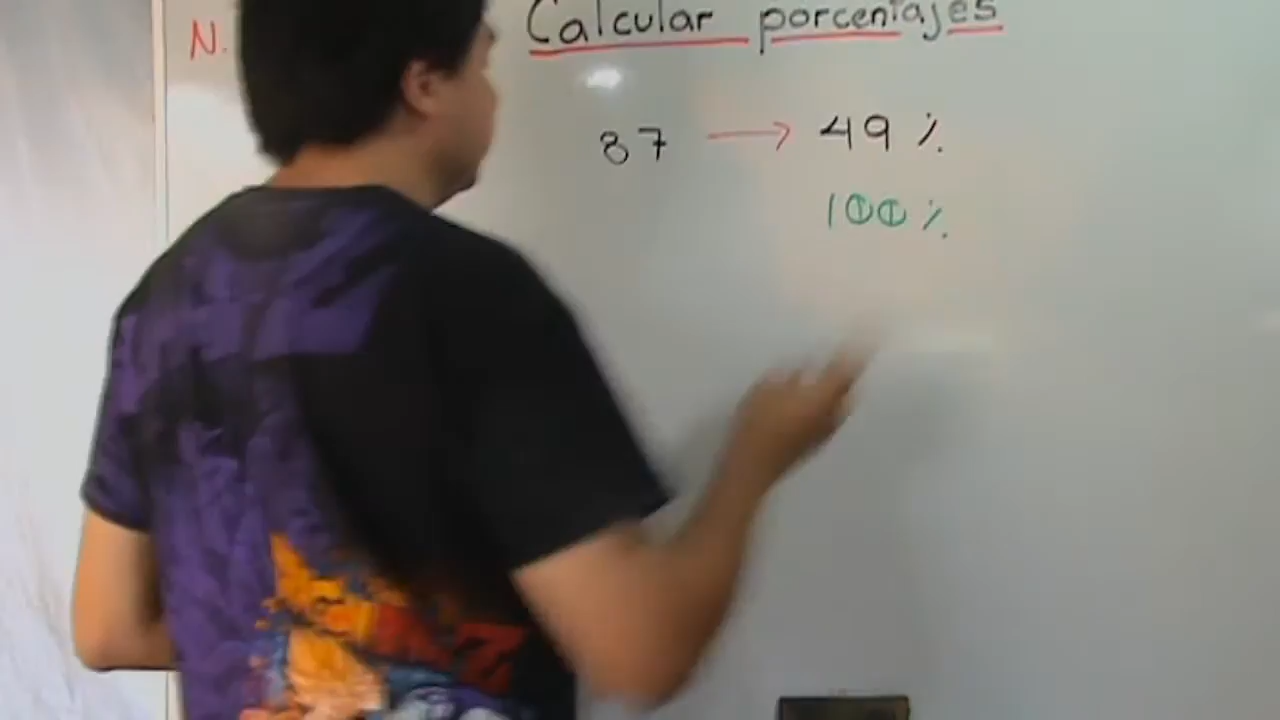 N.
Calcular porcentajes
87 → 49 %
100 %